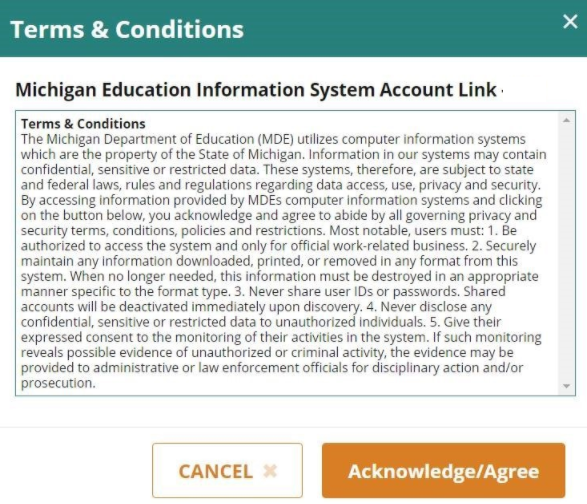 Terms & Conditions
Michigan Education Information System Account Link
Terms & Conditions
The Michigan Department of Education (MDE) utilizes computer information systems
which are the property of the State of Michigan. Information in our systems may contain
confidential, sensitive or restricted data. These systems, therefore, are subject to state
and federal laws, rules and regulations regarding data access, use, privacy and security.
By accessing information provided by MDEs computer information systems and clicking
on the button below, you acknowledge and agree to abide by all governing privacy and
security terms, conditions, policies and restrictions. Most notable, users must: 1. Be
authorized to access the system and only for official work-related business. 2. Securely
maintain any information downloaded, printed, or removed in any format from this
system. When no longer needed, this information must be destroyed in an appropriate
manner specific to the format type. 3. Never share user IDs or passwords. Shared
accounts will be deactivated immediately upon discovery. 4. Never disclose any
confidential, sensitive or restricted data to unauthorized individuals. 5. Give their
expressed consent to the monitoring of their activities in the system. If such monitoring
reveals possible evidence of unauthorized or criminal activity, the evidence may be
provided to administrative or law enforcement officials for disciplinary action and/or
prosecution.
CANCEL
Acknowledge/Agree